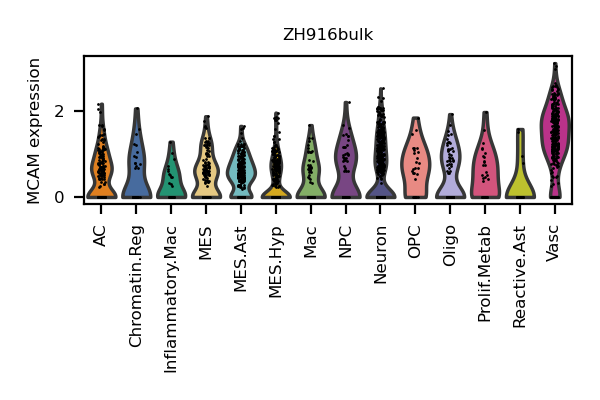 ZH916bulk
MCAM expression
2
0
AC
Chromatin.Reg
Inflammatory.Mac
MES
MES.Ast
MES.Hyp
Mac
NPC
Neuron
OPC
Oligo
Prolif.Metab
Reactive.Ast
Vasc